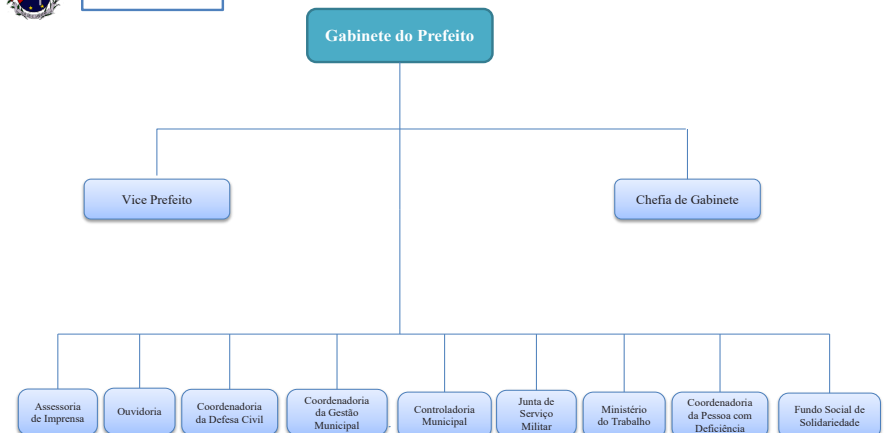 Gabinete do Prefeito
Vice Prefeito
Chefia de Gabinete
Assessoria
de Imprensa
Ouvidoria
Coordenadoria
da Defesa Civil
Coordenadoria
da Gestão
Municipal
.
Controladoria
Municipal
Junta de
Serviço
Militar
Ministério
do Trabalho
Coordenadoria
da Pessoa com
Deficiência
Fundo Social de
Solidariedade